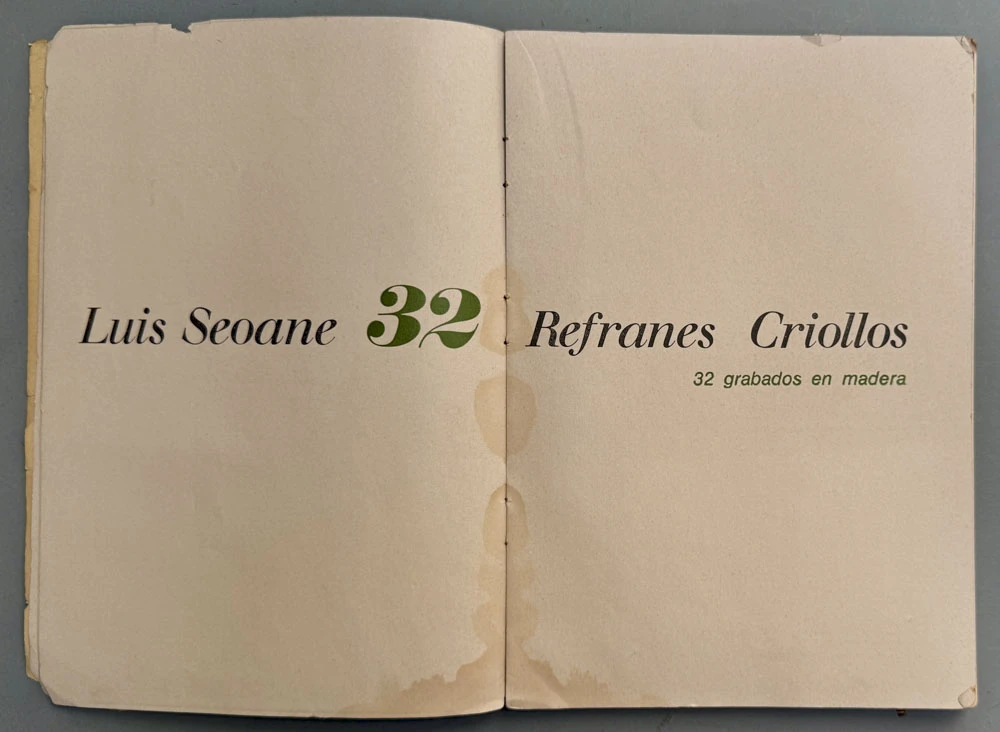 Luis Seoane 32 Refranes Criollos
32 grabados en madera